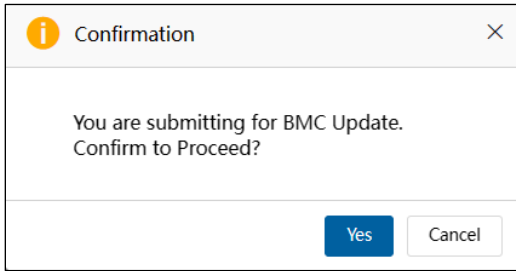 Confirmation
You are submitting for BMC Update.
Confirm to Proceed?
Yes
Cancel